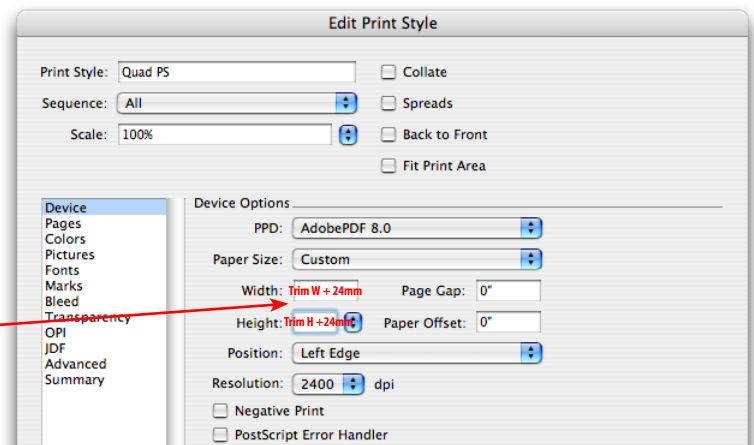 Edit Print Style
Print Style: Quad PS
Collate
Sequence: All
Spreads
Scale: 100%
Back to Front
Fit Print Area
Device
Pages
Colors
Pictures
Fonts
Marks
Bleed
Transparency
OPI
JDF
Advanced
Summary
Device Options
PPD: AdobePDF 8.0
Paper Size: Custom
Width: Trim W + 24mm Page Gap: 0"
Height: Trim H +24mm Paper Offset: 0"
Position: Left Edge
Resolution: 2400 dpi
Negative Print
PostScript Error Handler